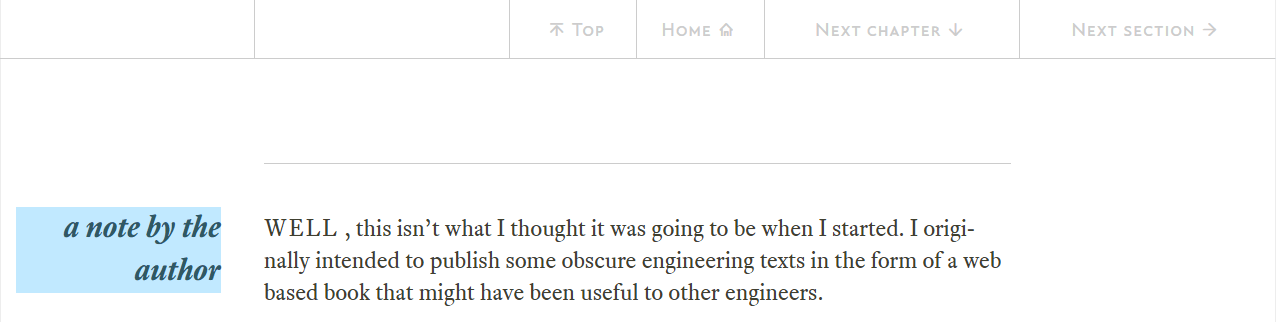 Top
Home
Next chapter
Next section
a note by the
author
WELL , this isn’t what I thought it was going to be when I started. I origi-
nally intended to publish some obscure engineering texts in the form of a web
based book that might have been useful to other engineers.